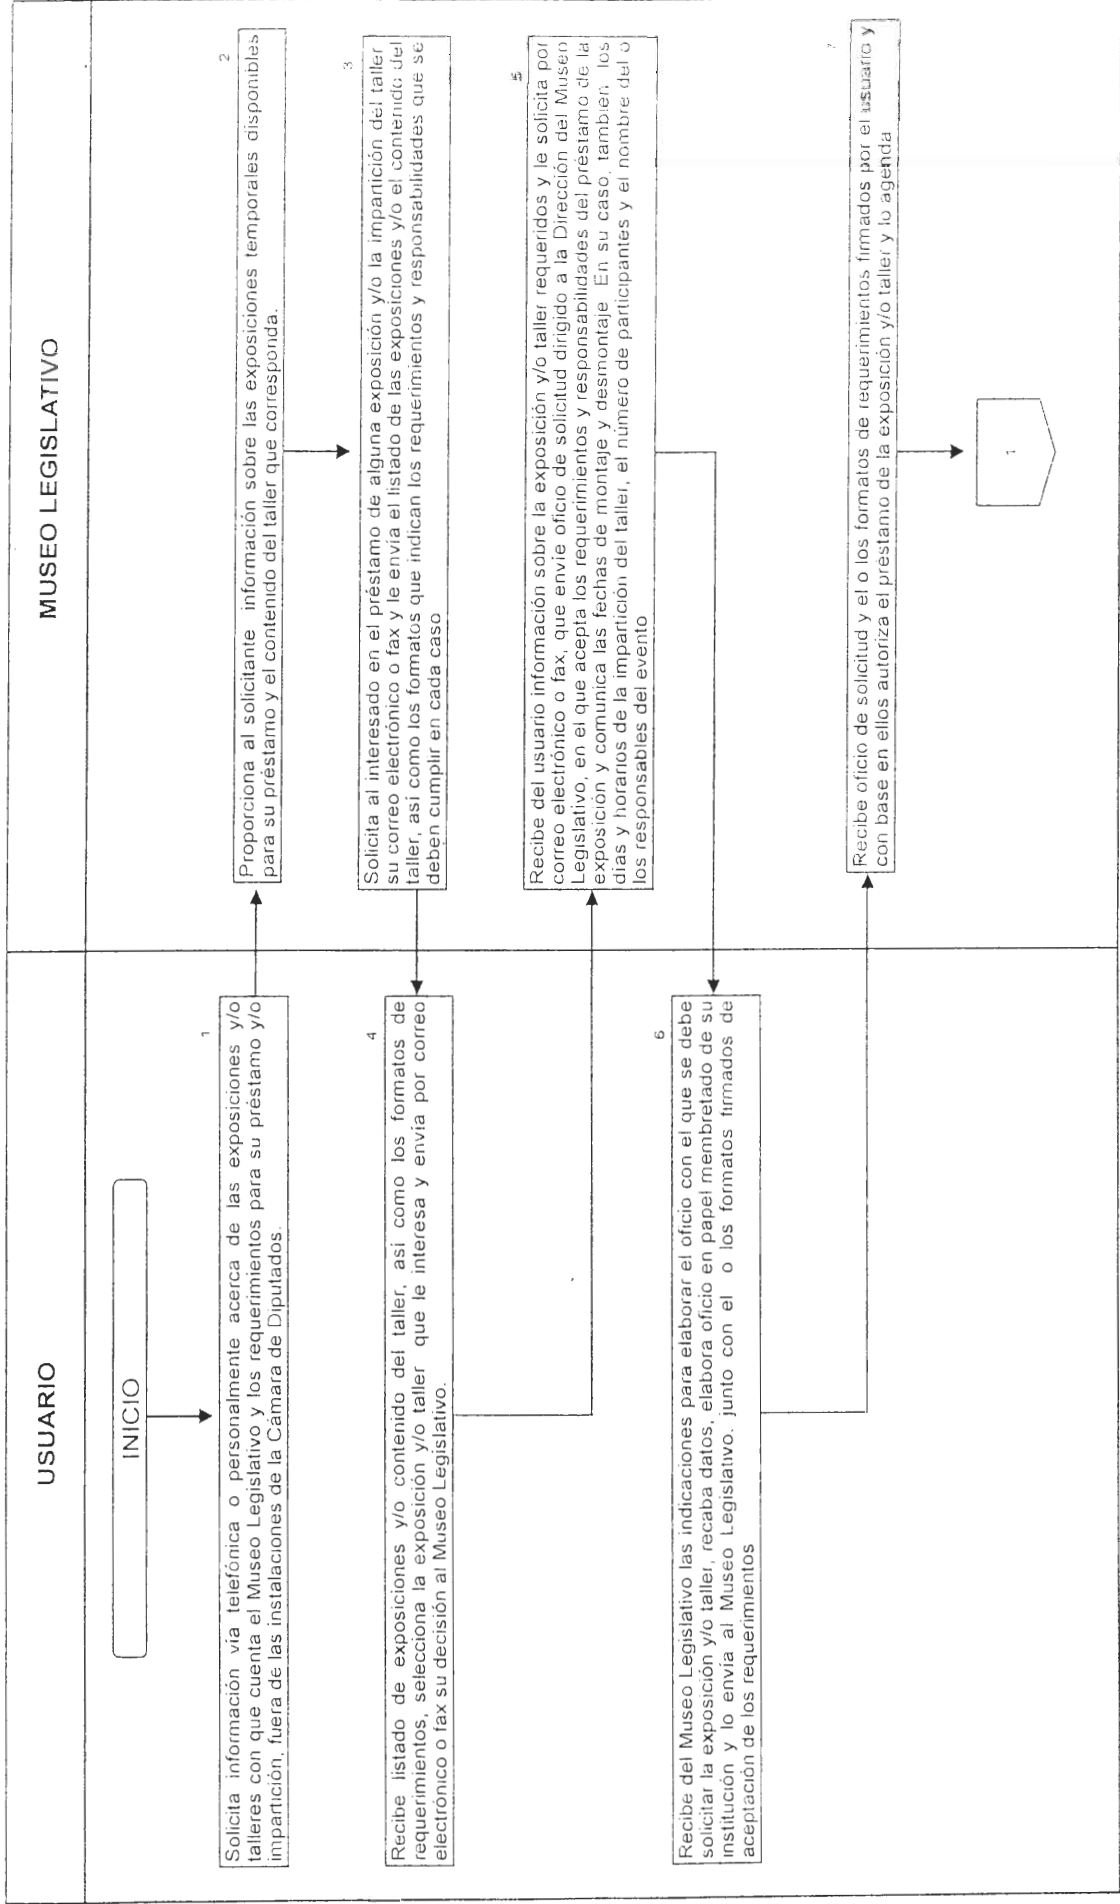 USUARIO
MUSEO LEGISLATIVO
INICIO
1
Solicita información vía telefónica o personalmente acerca de las exposiciones y/o
talleres con que cuenta el Museo Legislativo y los requerimientos para su préstamo y/o
impartición, fuera de las instalaciones de la Cámara de Diputados.
2
Proporciona al solicitante información sobre las exposiciones temporales disponibles
para su préstamo y el contenido del taller que corresponda.
3
Solicita al interesado en el préstamo de alguna exposición y/o la impartición del taller
su correo electrónico o fax y le envía el listado de las exposiciones y/o el contenido del
taller, así como los formatos que indican los requerimientos y responsabilidades que se
deben cumplir en cada caso
4
Recibe listado de exposiciones y/o contenido del taller, así como los formatos de
requerimientos, selecciona la exposición y/o taller que le interesa y envía por correo
electrónico o fax su decisión al Museo Legislativo.
5
Recibe del usuario información sobre la exposición y/o taller requeridos y le solicita por
correo electrónico o fax, que envíe oficio de solicitud dirigido a la Dirección del Museo
Legislativo, en el que acepta los requerimientos y responsabilidades del préstamo de la
exposición y comunica las fechas de montaje y desmontaje En su caso, también, los
días y horarios de la impartición del taller, el número de participantes y el nombre del o
los responsables del evento
6
Recibe del Museo Legislativo las indicaciones para elaborar el oficio con el que se debe
solicitar la exposición y/o taller, recaba datos, elabora oficio en papel membretado de su
institución y lo envía al Museo Legislativo, junto con el o los formatos firmados de
aceptación de los requerimientos
7
Recibe oficio de solicitud y el o los formatos de requerimientos firmados por el usuario y
con base en ellos autoriza el préstamo de la exposición y/o taller y lo agenda
1